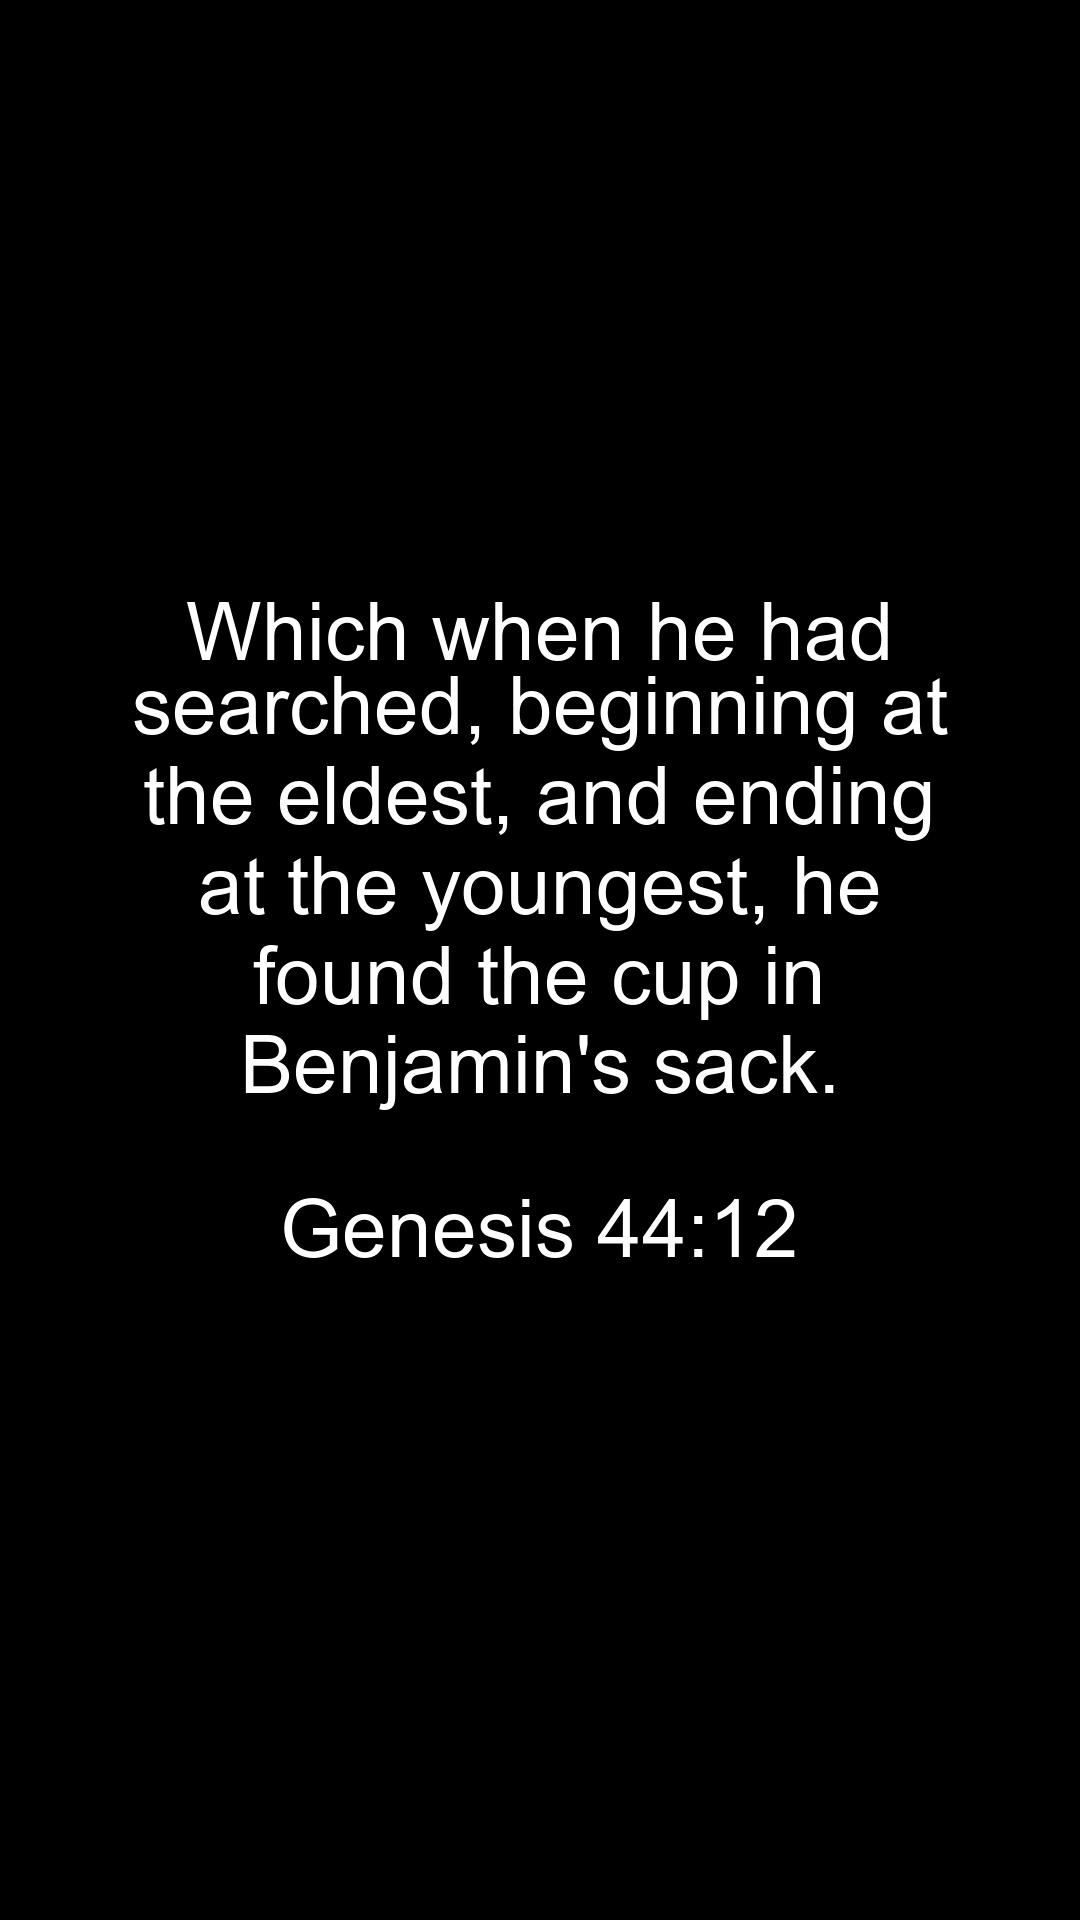 Which when he had
searched, beginning at
the eldest, and ending
at the youngest, he
found the cup in
Benjamin's sack.
Genesis 44:12